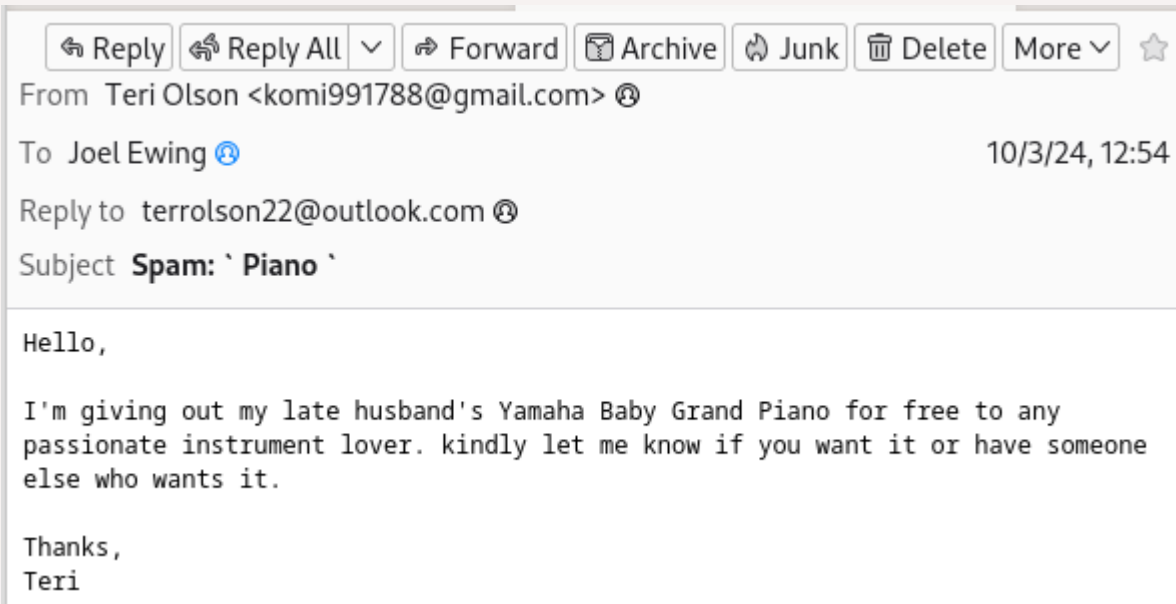 Reply Reply All Forward Archive Junk Delete More
From Teri Olson <komi991788@gmail.com>
To Joel Ewing 10/3/24, 12:54
Reply to terrolson22@outlook.com
Subject Spam: ` Piano `
Hello,
I'm giving out my late husband's Yamaha Baby Grand Piano for free to any
passionate instrument lover. kindly let me know if you want it or have someone
else who wants it.
Thanks,
Teri